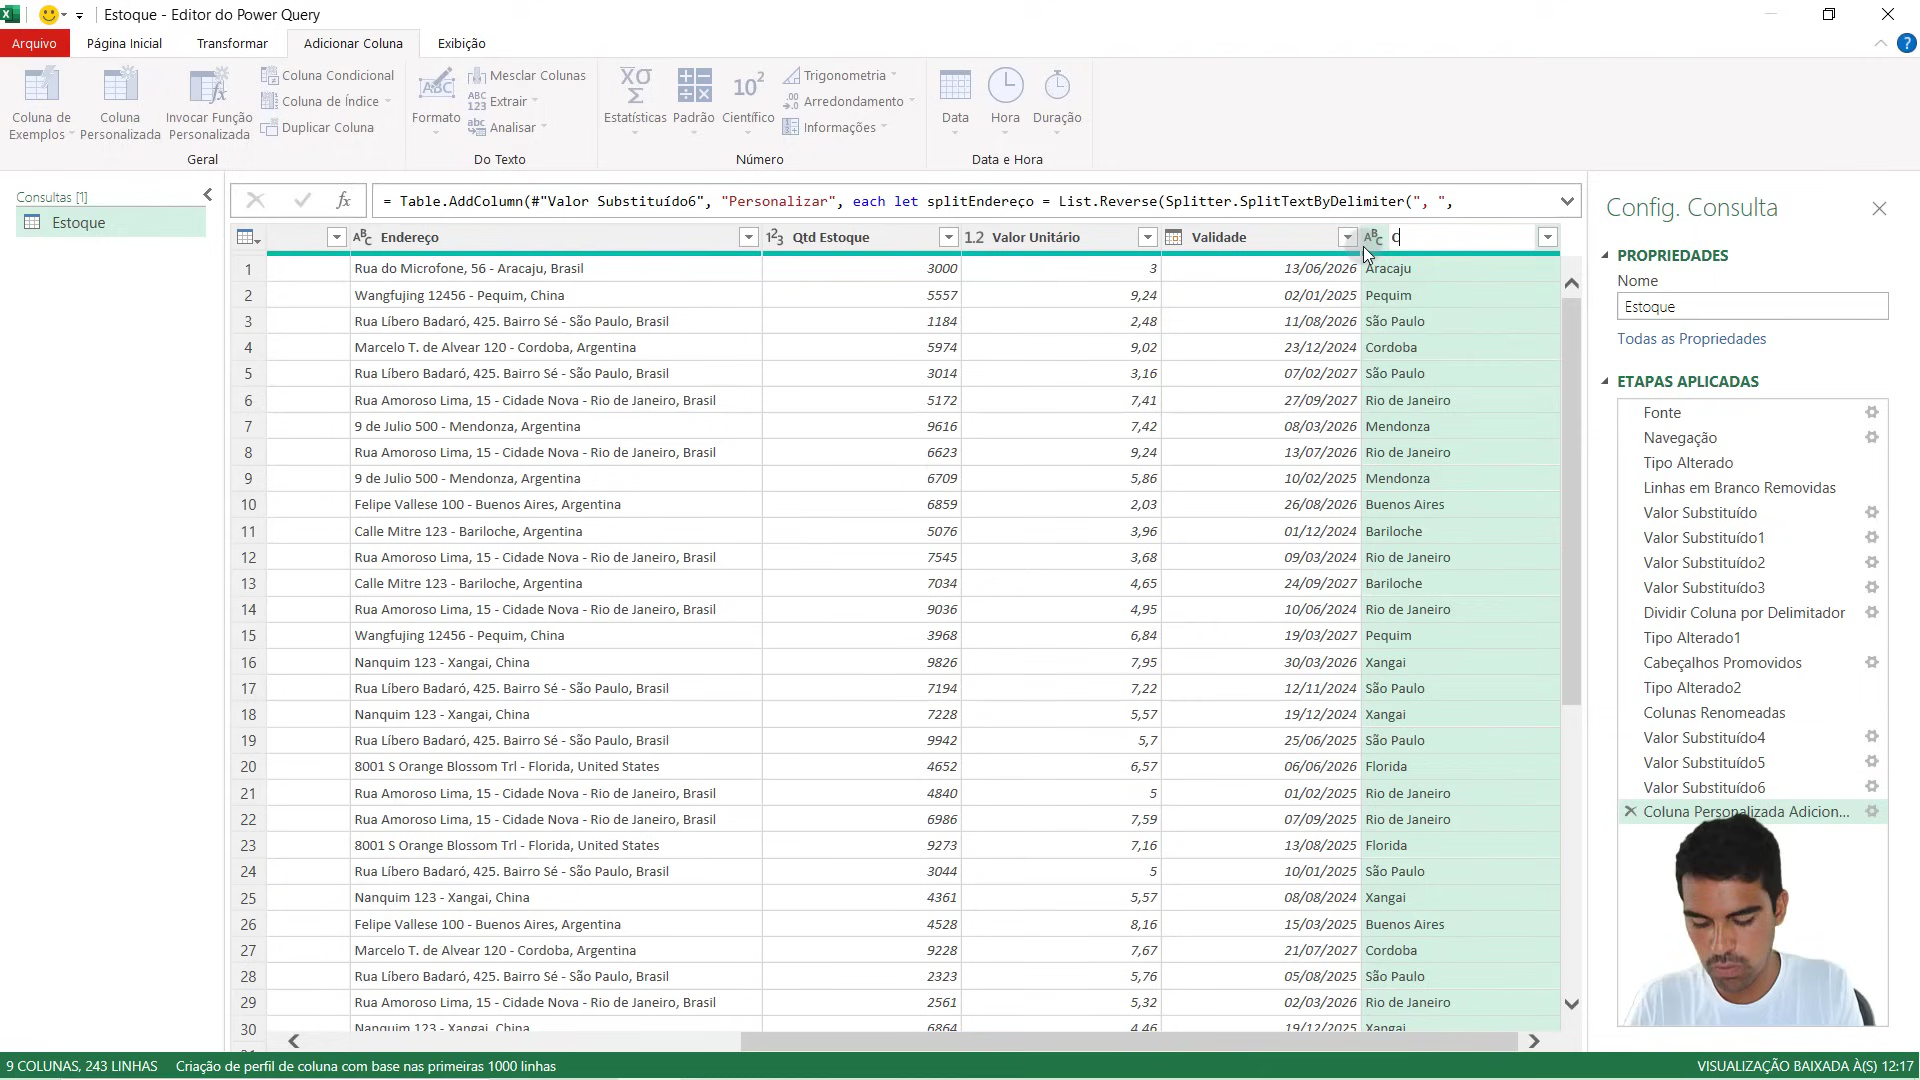 Estoque - Editor do Power Query
Arquivo
Página Inicial
Transformar
Adicionar Coluna
Exibição
Coluna de Exemplos
Coluna Personalizada
Invocar Função Personalizada
Coluna Condicional
Coluna de Índice
Duplicar Coluna
Geral
Formato
Mesclar Colunas
Extrair
Analisar
Do Texto
Estatísticas
Padrão
Científico
Trigonometria
Arredondamento
Informações
Número
Data
Hora
Duração
Data e Hora
Consultas [1]
Estoque
= Table.AddColumn(#"Valor Substituído6", "Personalizar", each let splitEndereço = List.Reverse(Splitter.SplitTextByDelimiter(", ",
Endereço Qtd Estoque 1.2 Valor Unitário Validade C
1 Rua do Microfone, 56 - Aracaju, Brasil 3000 3 13/06/2026 Aracaju
2 Wangfujing 12456 - Pequim, China 5557 9,24 02/01/2025 Pequim
3 Rua Líbero Badaró, 425. Bairro Sé - São Paulo, Brasil 1184 2,48 11/08/2026 São Paulo
4 Marcelo T. de Alvear 120 - Cordoba, Argentina 5974 9,02 23/12/2024 Cordoba
5 Rua Líbero Badaró, 425. Bairro Sé - São Paulo, Brasil 3014 3,16 07/02/2027 São Paulo
6 Rua Amoroso Lima, 15 - Cidade Nova - Rio de Janeiro, Brasil 5172 7,41 27/09/2027 Rio de Janeiro
7 9 de Julio 500 - Mendonza, Argentina 9616 7,42 08/03/2026 Mendonza
8 Rua Amoroso Lima, 15 - Cidade Nova - Rio de Janeiro, Brasil 6623 9,24 13/07/2026 Rio de Janeiro
9 9 de Julio 500 - Mendonza, Argentina 6709 5,86 10/02/2025 Mendonza
10 Felipe Vallese 100 - Buenos Aires, Argentina 6859 2,03 26/08/2026 Buenos Aires
11 Calle Mitre 123 - Bariloche, Argentina 5076 3,96 01/12/2024 Bariloche
12 Rua Amoroso Lima, 15 - Cidade Nova - Rio de Janeiro, Brasil 7545 3,68 09/03/2024 Rio de Janeiro
13 Calle Mitre 123 - Bariloche, Argentina 7034 4,65 24/09/2027 Bariloche
14 Rua Amoroso Lima, 15 - Cidade Nova - Rio de Janeiro, Brasil 9036 4,95 10/06/2024 Rio de Janeiro
15 Wangfujing 12456 - Pequim, China 3968 6,84 19/03/2027 Pequim
16 Nanquim 123 - Xangai, China 9826 7,95 30/03/2026 Xangai
17 Rua Líbero Badaró, 425. Bairro Sé - São Paulo, Brasil 7194 7,22 12/11/2024 São Paulo
18 Nanquim 123 - Xangai, China 7228 5,57 19/12/2024 Xangai
19 Rua Líbero Badaró, 425. Bairro Sé - São Paulo, Brasil 9942 5,7 25/06/2025 São Paulo
20 8001 S Orange Blossom Trl - Florida, United States 4652 6,57 06/06/2026 Florida
21 Rua Amoroso Lima, 15 - Cidade Nova - Rio de Janeiro, Brasil 4840 5 01/02/2025 Rio de Janeiro
22 Rua Amoroso Lima, 15 - Cidade Nova - Rio de Janeiro, Brasil 6986 7,59 07/09/2025 Rio de Janeiro
23 8001 S Orange Blossom Trl - Florida, United States 9273 7,16 13/08/2025 Florida
24 Rua Líbero Badaró, 425. Bairro Sé - São Paulo, Brasil 3044 5 10/01/2025 São Paulo
25 Nanquim 123 - Xangai, China 4361 5,57 08/08/2024 Xangai
26 Felipe Vallese 100 - Buenos Aires, Argentina 4528 8,16 15/03/2025 Buenos Aires
27 Marcelo T. de Alvear 120 - Cordoba, Argentina 9228 7,67 21/07/2027 Cordoba
28 Rua Líbero Badaró, 425. Bairro Sé - São Paulo, Brasil 2323 5,76 05/08/2025 São Paulo
29 Rua Amoroso Lima, 15 - Cidade Nova - Rio de Janeiro, Brasil 2561 5,32 02/03/2026 Rio de Janeiro
30 Nanquim 123 - Xangai, China 6864 4,46 19/12/2025 Xangai
Config. Consulta
PROPRIEDADES
Nome
Estoque
Todas as Propriedades
ETAPAS APLICADAS
Fonte
Navegação
Tipo Alterado
Linhas em Branco Removidas
Valor Substituído
Valor Substituído1
Valor Substituído2
Valor Substituído3
Dividir Coluna por Delimitador
Tipo Alterado1
Cabeçalhos Promovidos
Tipo Alterado2
Colunas Renomeadas
Valor Substituído4
Valor Substituído5
Valor Substituído6
Coluna Personalizada Adicion...
9 COLUNAS, 243 LINHAS Criação de perfil de coluna com base nas primeiras 1000 linhas
VISUALIZAÇÃO BAIXADA À(S) 12:17